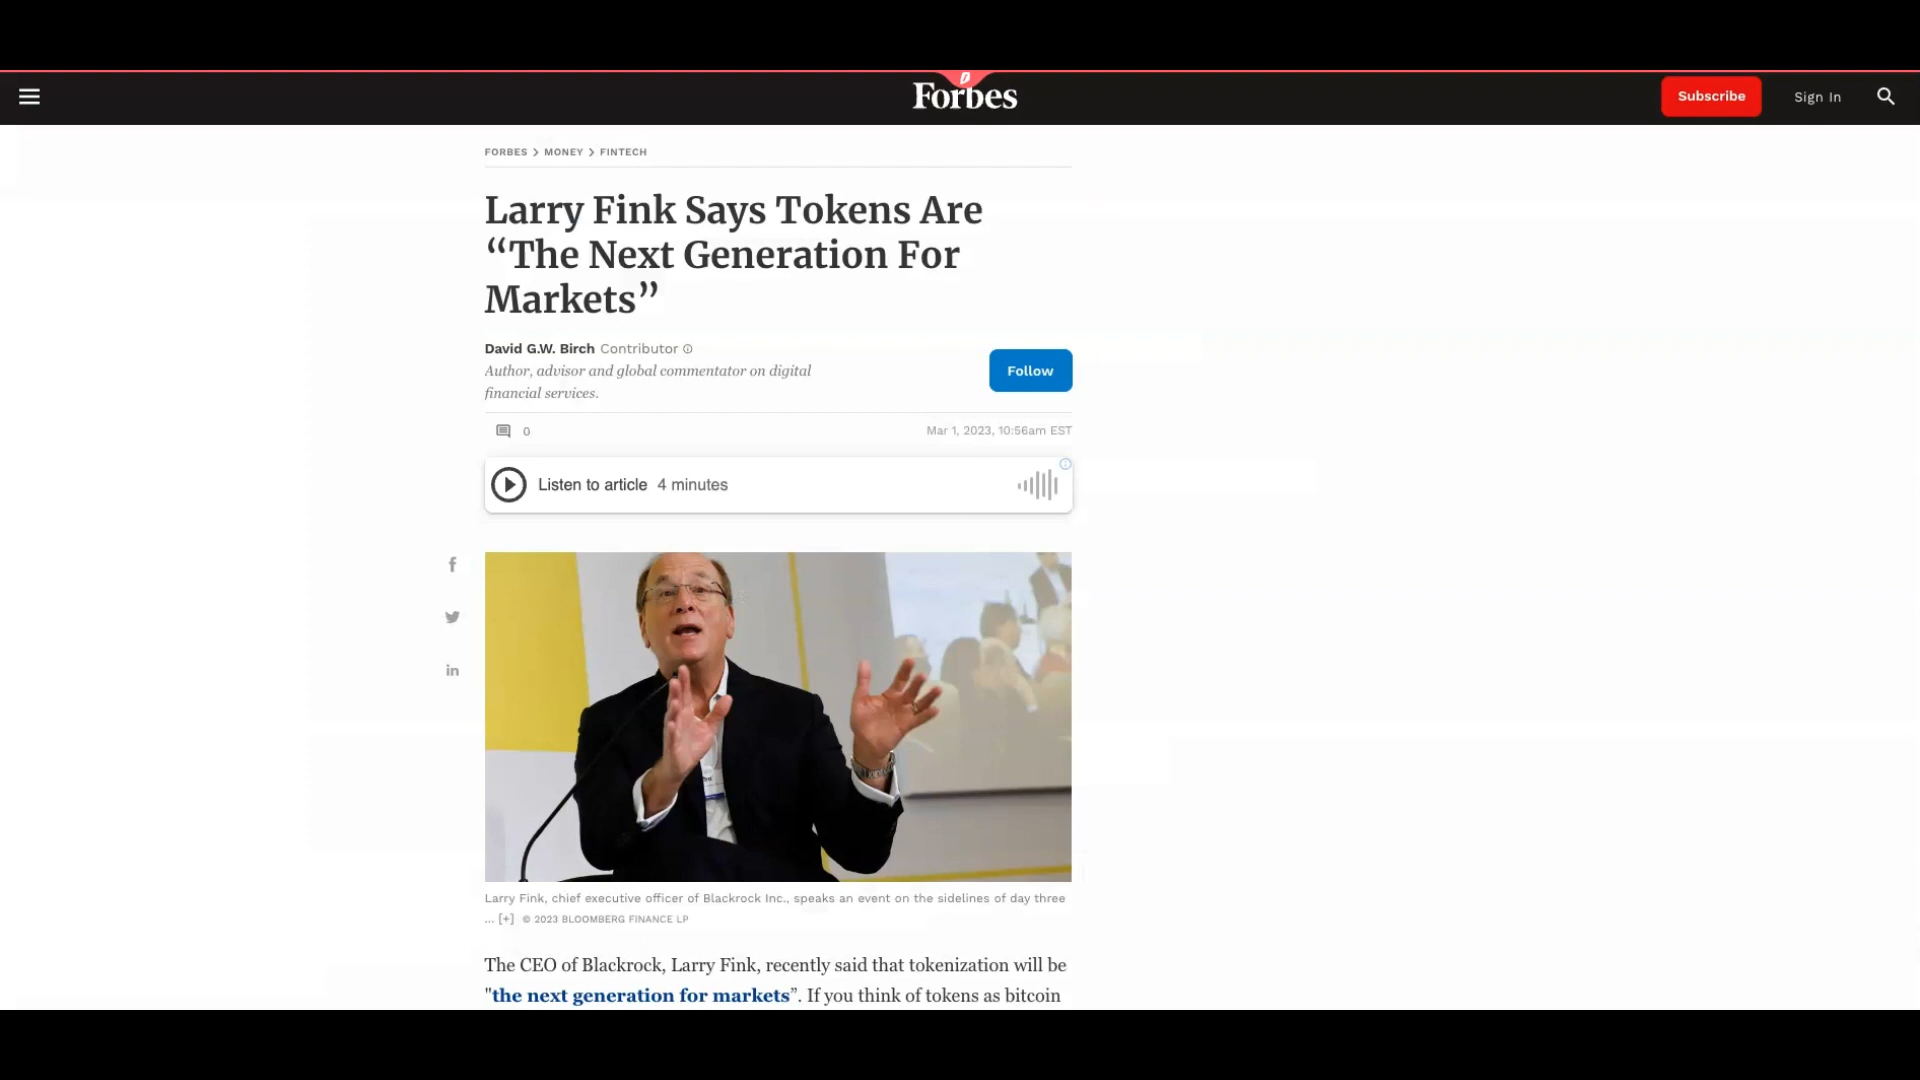 Forbes
Subscribe
Sign In
FORBES > MONEY > FINTECH
Larry Fink Says Tokens Are
“The Next Generation For
Markets”
David G.W. Birch Contributor
Author, advisor and global commentator on digital
financial services.
Follow
0
Mar 1, 2023, 10:56am EST
Listen to article 4 minutes
Larry Fink, chief executive officer of Blackrock Inc., speaks an event on the sidelines of day three
... [+] © 2023 BLOOMBERG FINANCE LP
The CEO of Blackrock, Larry Fink, recently said that tokenization will be
"the next generation for markets”. If you think of tokens as bitcoin